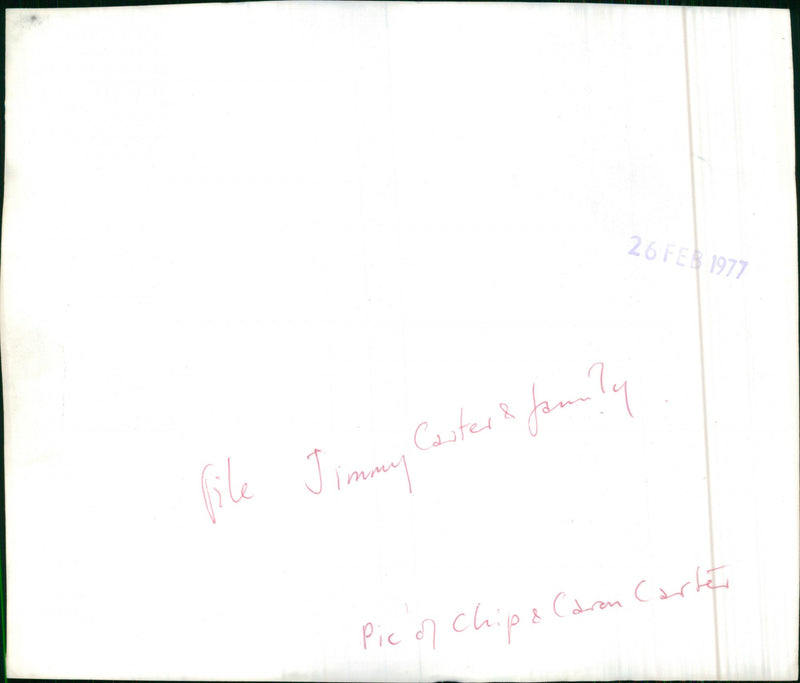 26 FEB 1977
file Jimmy Carter & family
Pic of Chip & Caron Carter